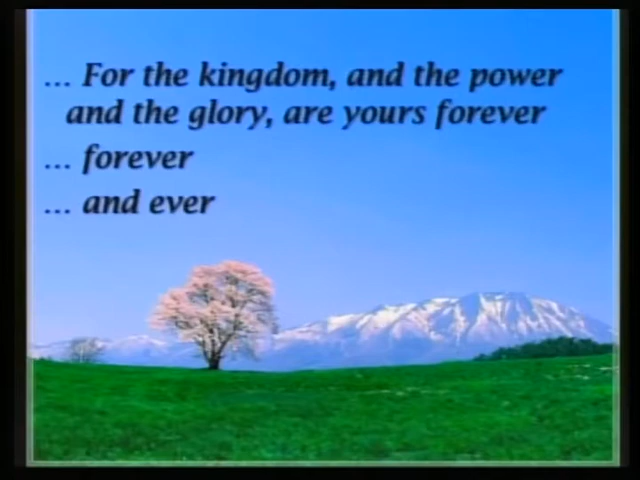 ... For the kingdom, and the power
and the glory, are yours forever
... forever
... and ever